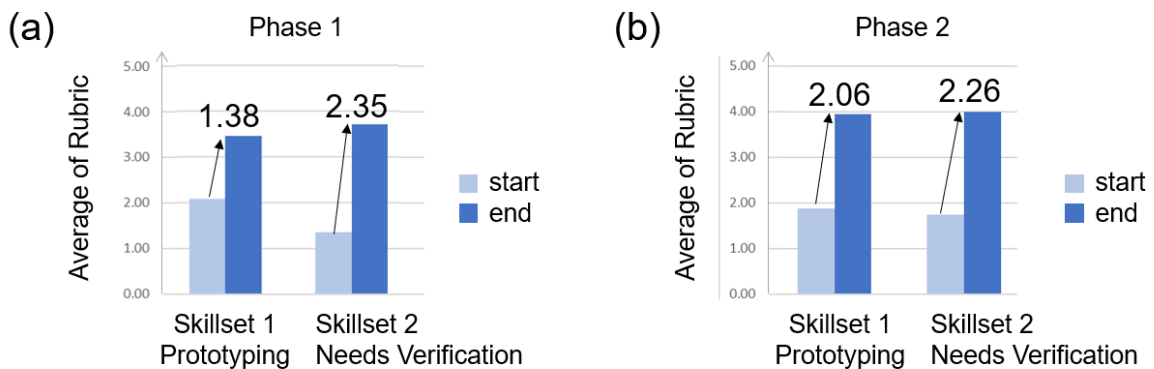 (a)
Phase 1
Average of Rubric
5.00
4.00
3.00
2.00
1.00
0.00
1.38
2.35
start
end
Skillset 1
Prototyping
Skillset 2
Needs Verification
(b)
Phase 2
Average of Rubric
5.00
4.00
3.00
2.00
1.00
0.00
2.06
2.26
start
end
Skillset 1
Prototyping
Skillset 2
Needs Verification